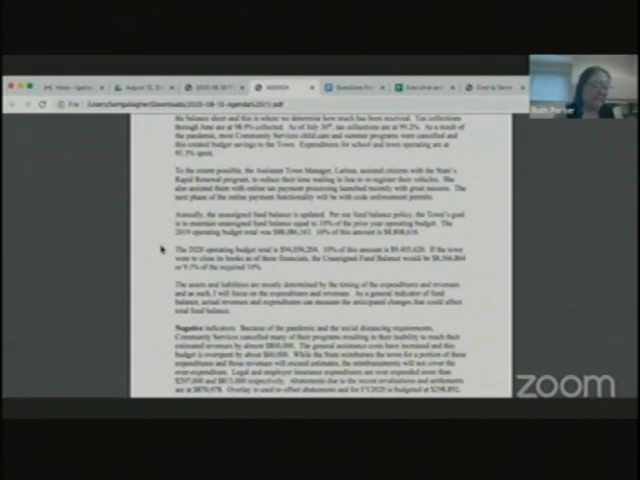 AGENDA
File
/Users/liamgallagher/Downloads/2020-08-10-Agenda%20(1).pdf
Ruth Porter
the balance sheet and this is where we determine how much has been received. Tax collections
through June are at 98.9% collected. As of July 30th, tax collections are at 99.2%. As a result of the
pandemic, most Community Services child care and summer programs were cancelled and
this created budget savings to the Town. Expenditures for school and town operating are at
95.3% spent.
To the extent possible, the Assistant Town Manager, Larissa, assisted citizens with the State's
Rapid Renewal program, to reduce their time waiting in line to re-register their vehicles. She
also assisted them with online tax payment processing launched recently with great success. The
next phase of the online payment functionality will be with code enforcement permits.
Annually, the unassigned fund balance is updated. Per our fund balance policy, the Town's goal
is to maintain unassigned fund balance equal to 10% of the prior year operating budget. The
2019 operating budget total was $88,086,163. 10% of this amount is $8,808,616.
The 2020 operating budget total is $94,056,204. 10% of this amount is $9,405,620. If the town
were to close its books as of these financials, the Unassigned Fund Balance would be
or 9.1% of the required 10%.
The assets and liabilities are mostly determined by the timing of the expenditures and revenues
and as such, I will focus on the expenditures and revenues. As a general indicator of fund
balance, actual revenues and expenditures can measure the anticipated changes that could affect
total fund balance.
Negative indicators: Because of the pandemic and the social distancing requirements,
Community Services cancelled many of their programs resulting in their inability to reach their
estimated revenues by almost $800,000. The general assistance costs have increased and this
budget is overspent by about $60,000. While the State reimburses the town for a portion of these
expenditures and those revenues will exceed estimates, the reimbursements will not cover the
over-expenditure. Legal and employer insurance expenditures are over expended more than
$207,000 and $815,000 respectively. Abatements due to the recent revaluations and settlements
are at $870,978. Overlay is used to offset abatements and for FY2020 is budgeted at $298,892.
zoom